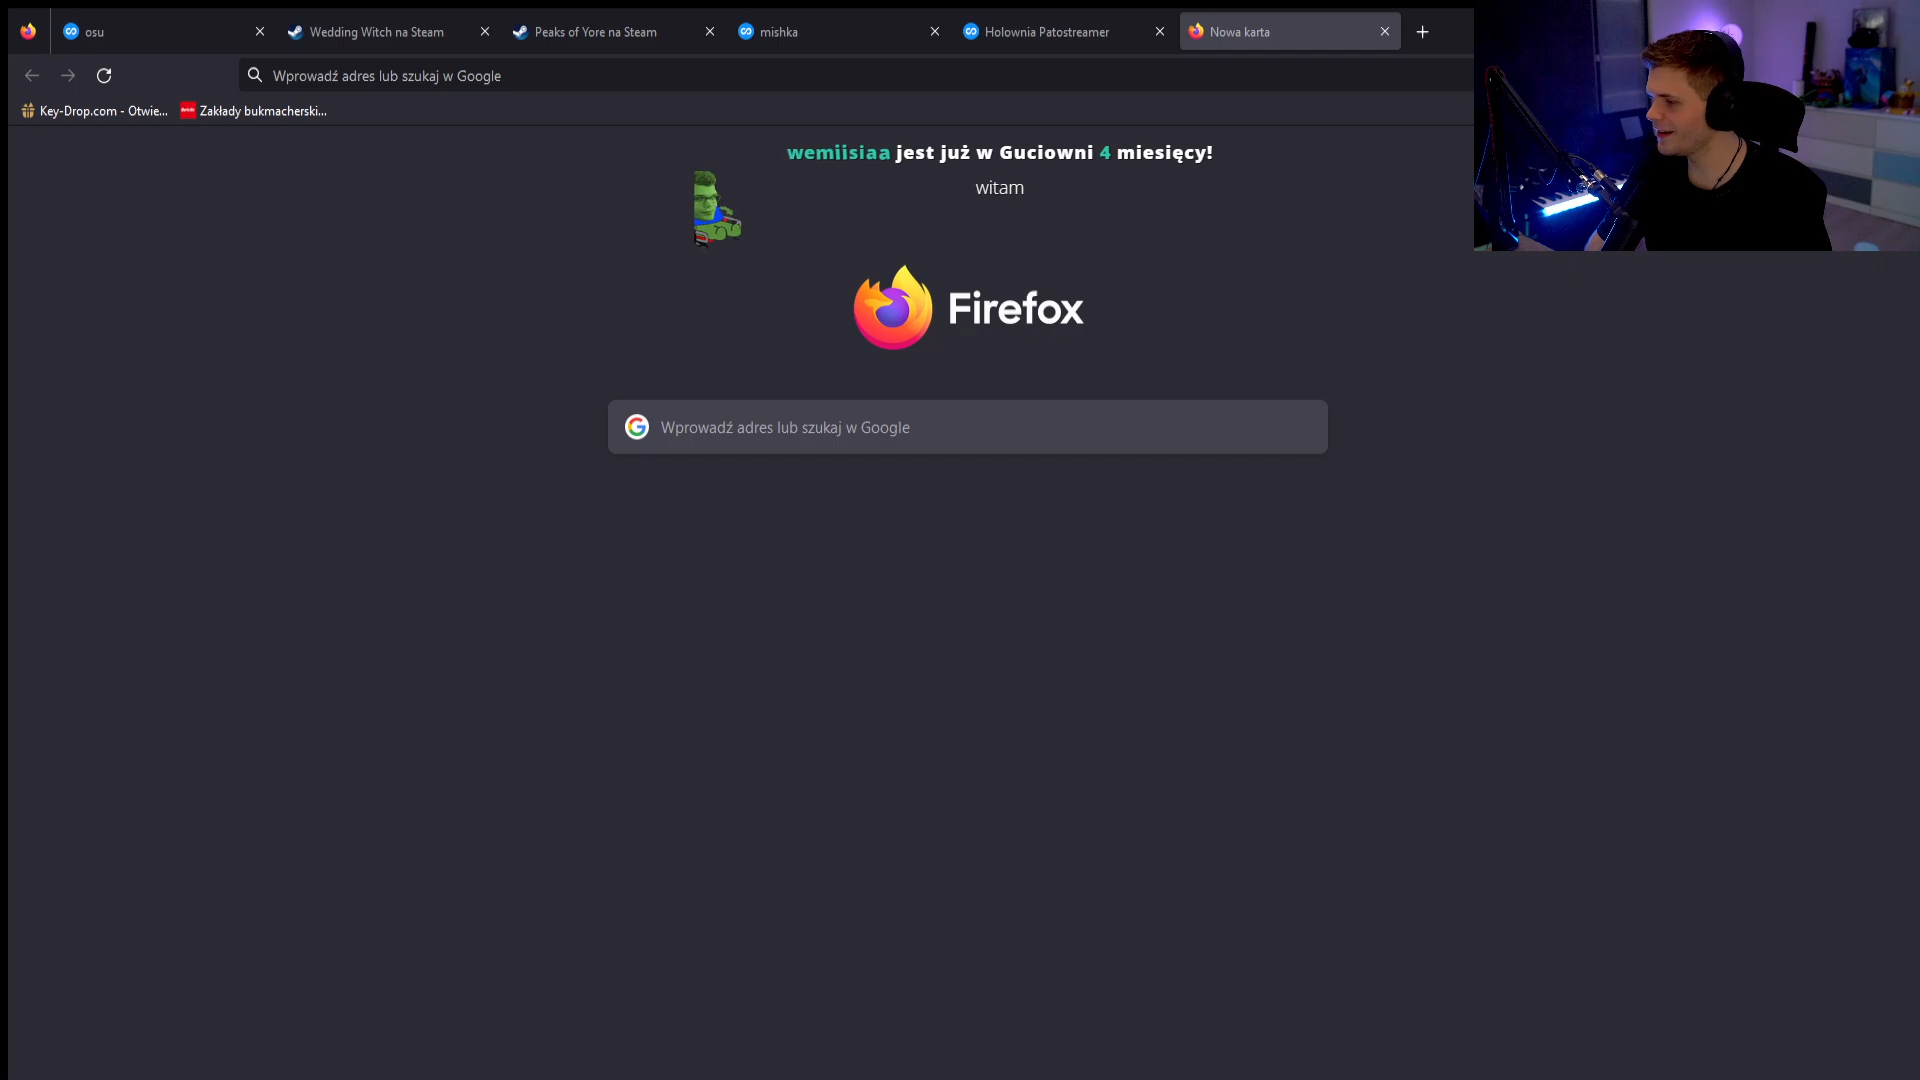 osu
Wedding Witch na Steam
Peaks of Yore na Steam
mishka
Holownia Patostreamer
Nowa karta
Wprowadź adres lub szukaj w Google
Key-Drop.com - Otwie...
Zakłady bukmacherski...
wemiisiaa jest już w Guciowni 4 miesięcy!
witam
Firefox
Wprowadź adres lub szukaj w Google